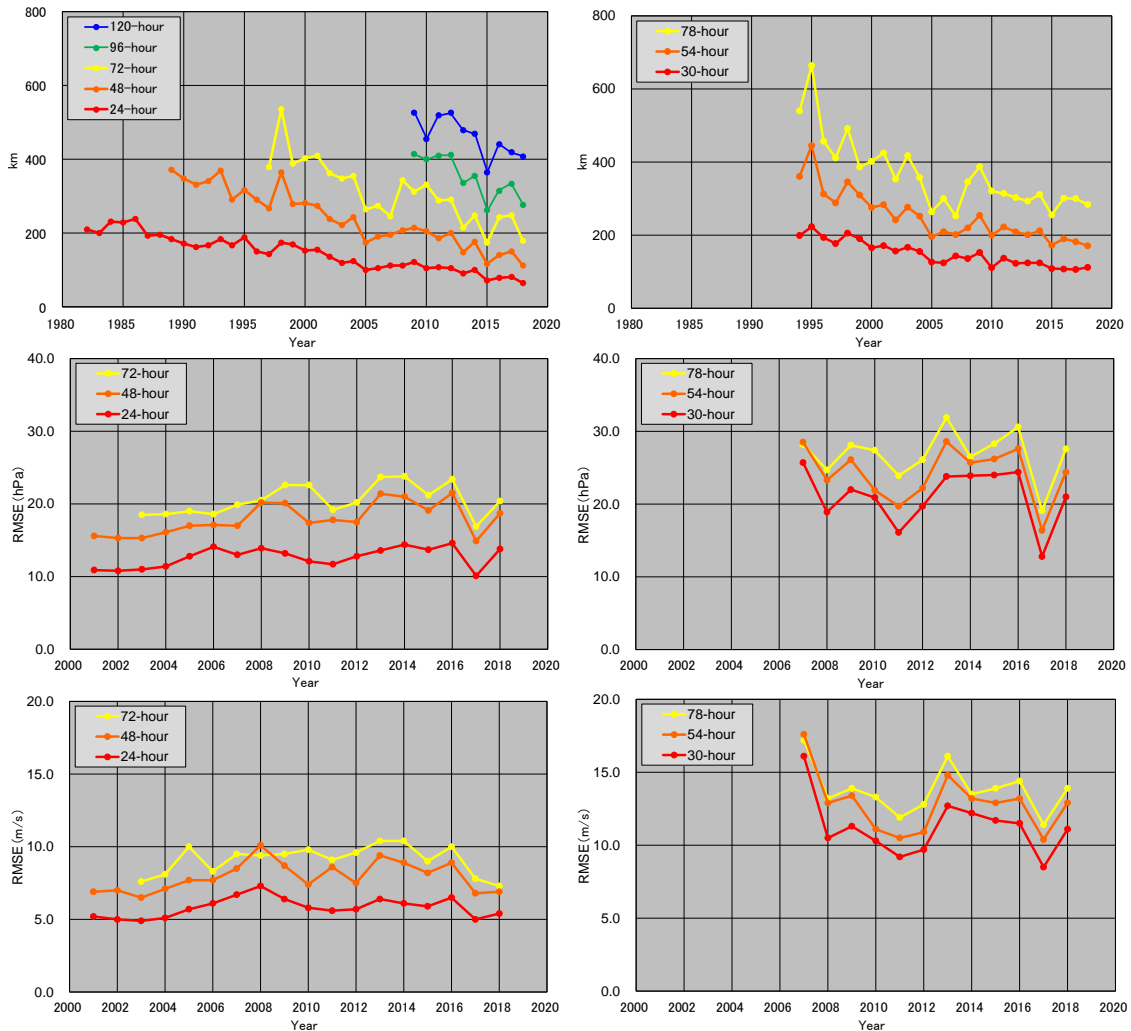 800
600
400
200
0
km
120-hour
96-hour
72-hour
48-hour
24-hour
1980 1985 1990 1995 2000 2005 2010 2015 2020
Year
800
600
400
200
0
km
78-hour
54-hour
30-hour
1980 1985 1990 1995 2000 2005 2010 2015 2020
Year
40.0
30.0
20.0
10.0
0.0
RMSE(hPa)
72-hour
48-hour
24-hour
2000 2002 2004 2006 2008 2010 2012 2014 2016 2018 2020
Year
40.0
30.0
20.0
10.0
0.0
RMSE(hPa)
78-hour
54-hour
30-hour
2000 2002 2004 2006 2008 2010 2012 2014 2016 2018 2020
Year
20.0
15.0
10.0
5.0
0.0
RMSE(m/s)
72-hour
48-hour
24-hour
2000 2002 2004 2006 2008 2010 2012 2014 2016 2018 2020
Year
20.0
15.0
10.0
5.0
0.0
RMSE(m/s)
78-hour
54-hour
30-hour
2000 2002 2004 2006 2008 2010 2012 2014 2016 2018 2020
Year